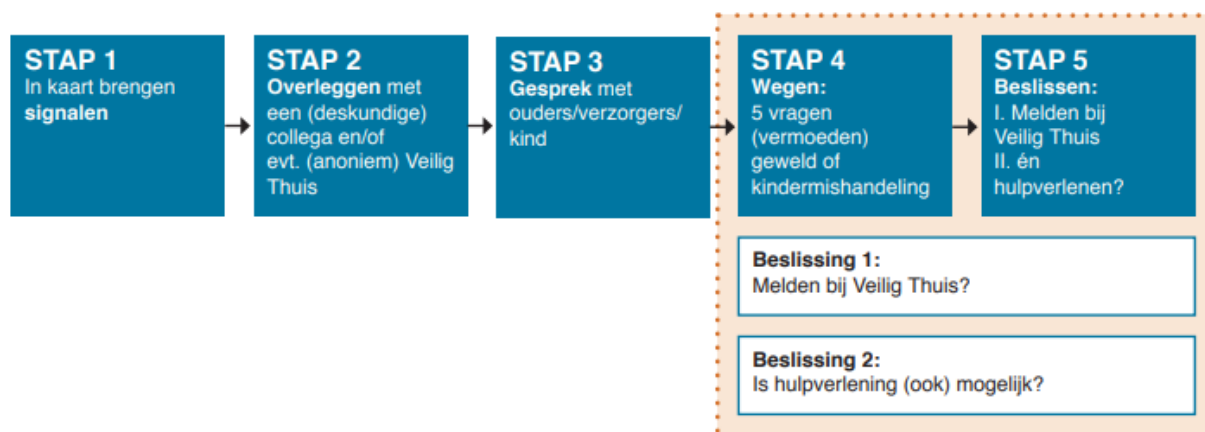 STAP 1
In kaart brengen
signalen
STAP 2
Overleggen met
een (deskundige)
collega en/of
evt. (anoniem) Veilig
Thuis
STAP 3
Gesprek met
ouders/verzorgers/
kind
STAP 4
Wegen:
5 vragen
(vermoeden)
geweld of
kindermishandeling
STAP 5
Beslissen:
I. Melden bij
Veilig Thuis
II. én
hulpverlenen?
Beslissing 1:
Melden bij Veilig Thuis?
Beslissing 2:
Is hulpverlening (ook) mogelijk?